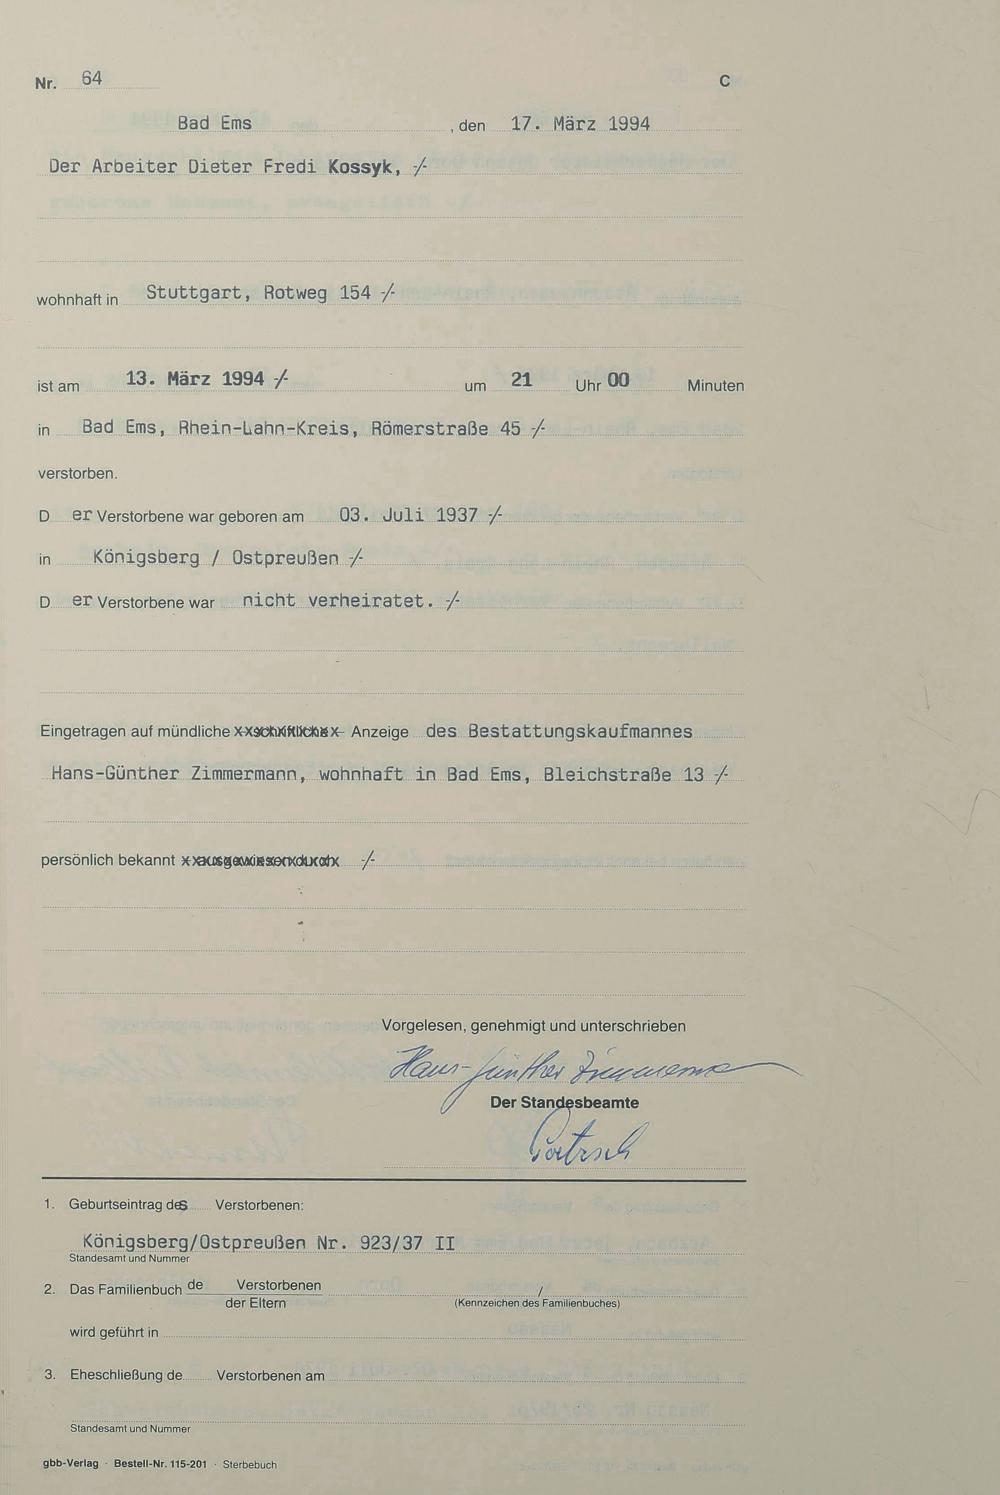 Nr. 64 C
Bad Ems , den 17. März 1994
Der Arbeiter Dieter Fredi Kossyk, -/-
wohnhaft in Stuttgart, Rotweg 154 -/-
ist am 13. März 1994 -/- um 21 Uhr 00 Minuten
in Bad Ems, Rhein-Lahn-Kreis, Römerstraße 45 -/-
verstorben.
D er Verstorbene war geboren am 03. Juli 1937 -/-
in Königsberg / Ostpreußen -/-
D er Verstorbene war nicht verheiratet. -/-
Eingetragen auf mündliche schriftliche Anzeige des Bestattungskaufmannes
Hans-Günther Zimmermann, wohnhaft in Bad Ems, Bleichstraße 13 -/-
persönlich bekannt ausgewiesen durch -/-
Vorgelesen, genehmigt und unterschrieben
Hans-Günther Zimmermann
Der Standesbeamte
1. Geburtseintrag des Verstorbenen:
Königsberg/Ostpreußen Nr. 923/37 II
Standesamt und Nummer
2. Das Familienbuch de Verstorbenen /
der Eltern (Kennzeichen des Familienbuches)
wird geführt in
3. Eheschließung de Verstorbenen am
Standesamt und Nummer
gbb-Verlag · Bestell-Nr. 115-201 · Sterbebuch